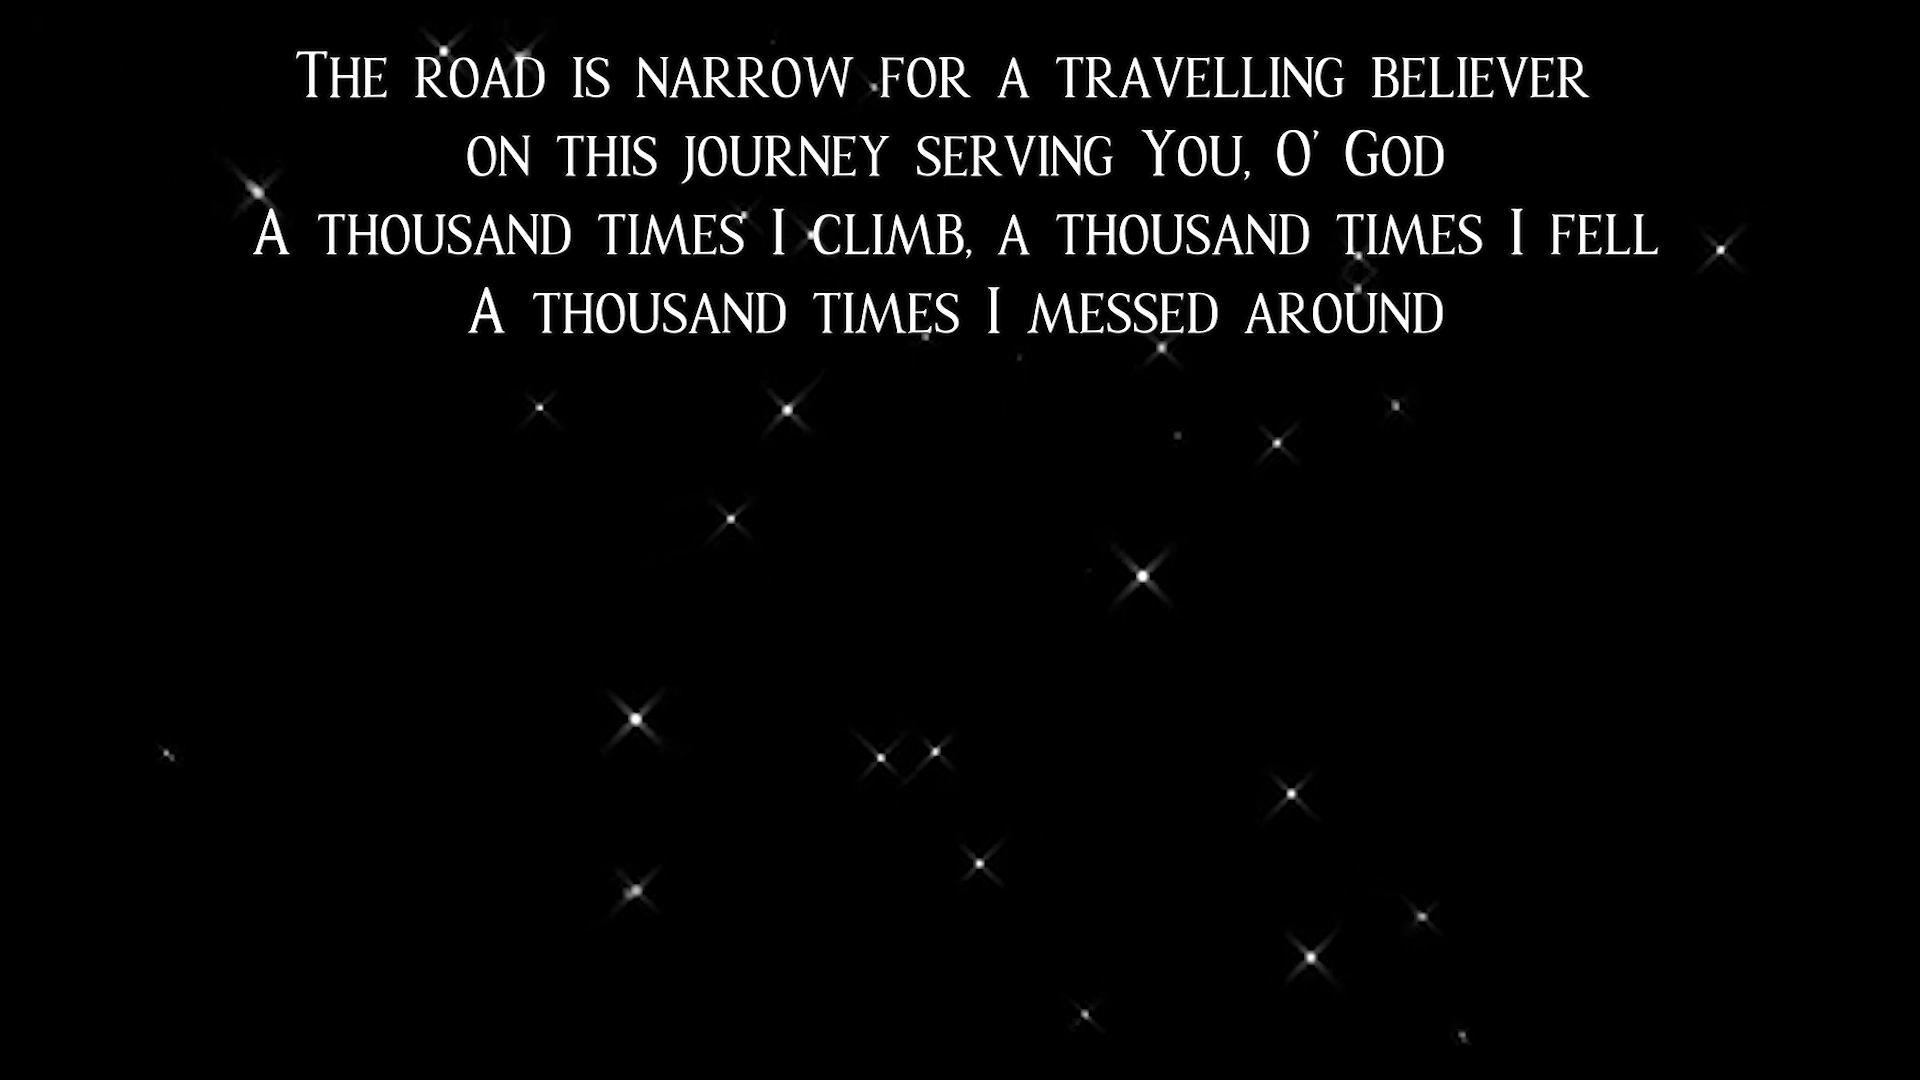 The road is narrow for a travelling believer
on this journey serving You, O' God
A thousand times I climb, a thousand times I fell
A thousand times I messed around